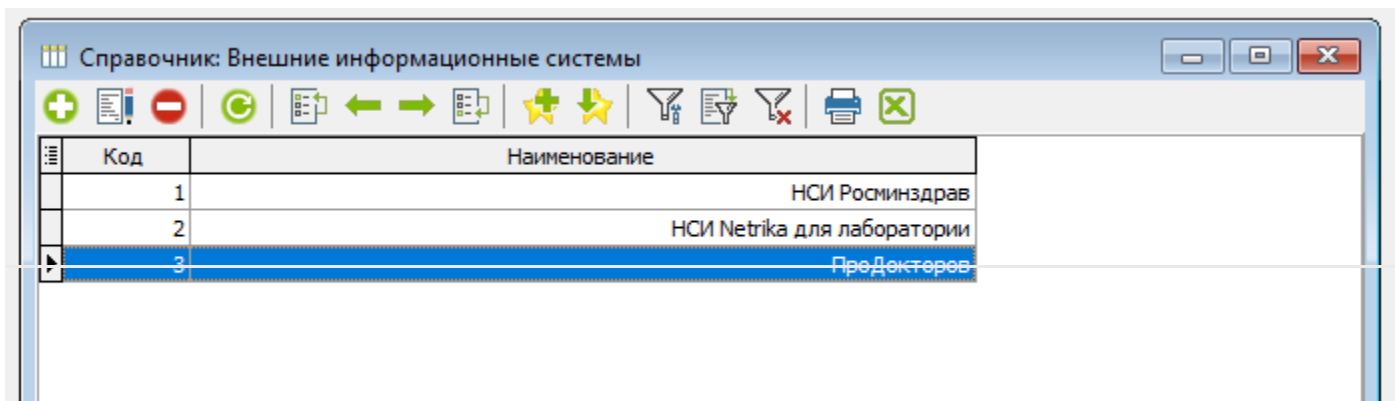 Справочник: Внешние информационные системы
Код Наименование
1 НСИ Росминздрав
2 НСИ Netrika для лаборатории
3 ПроДокторов